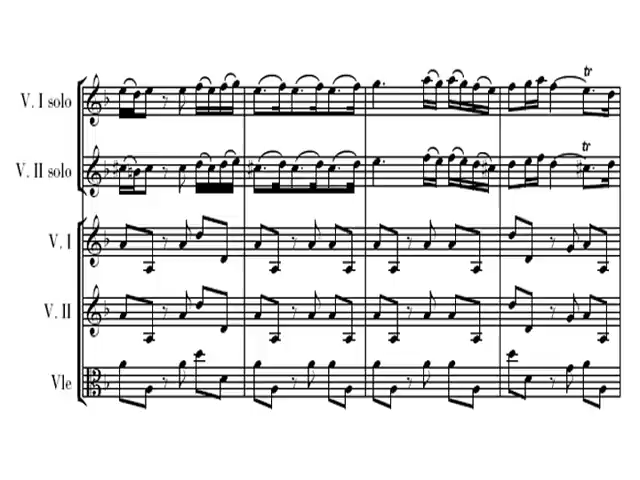 V. I solo
tr
V. II solo
tr
V. I
V. II
Vle